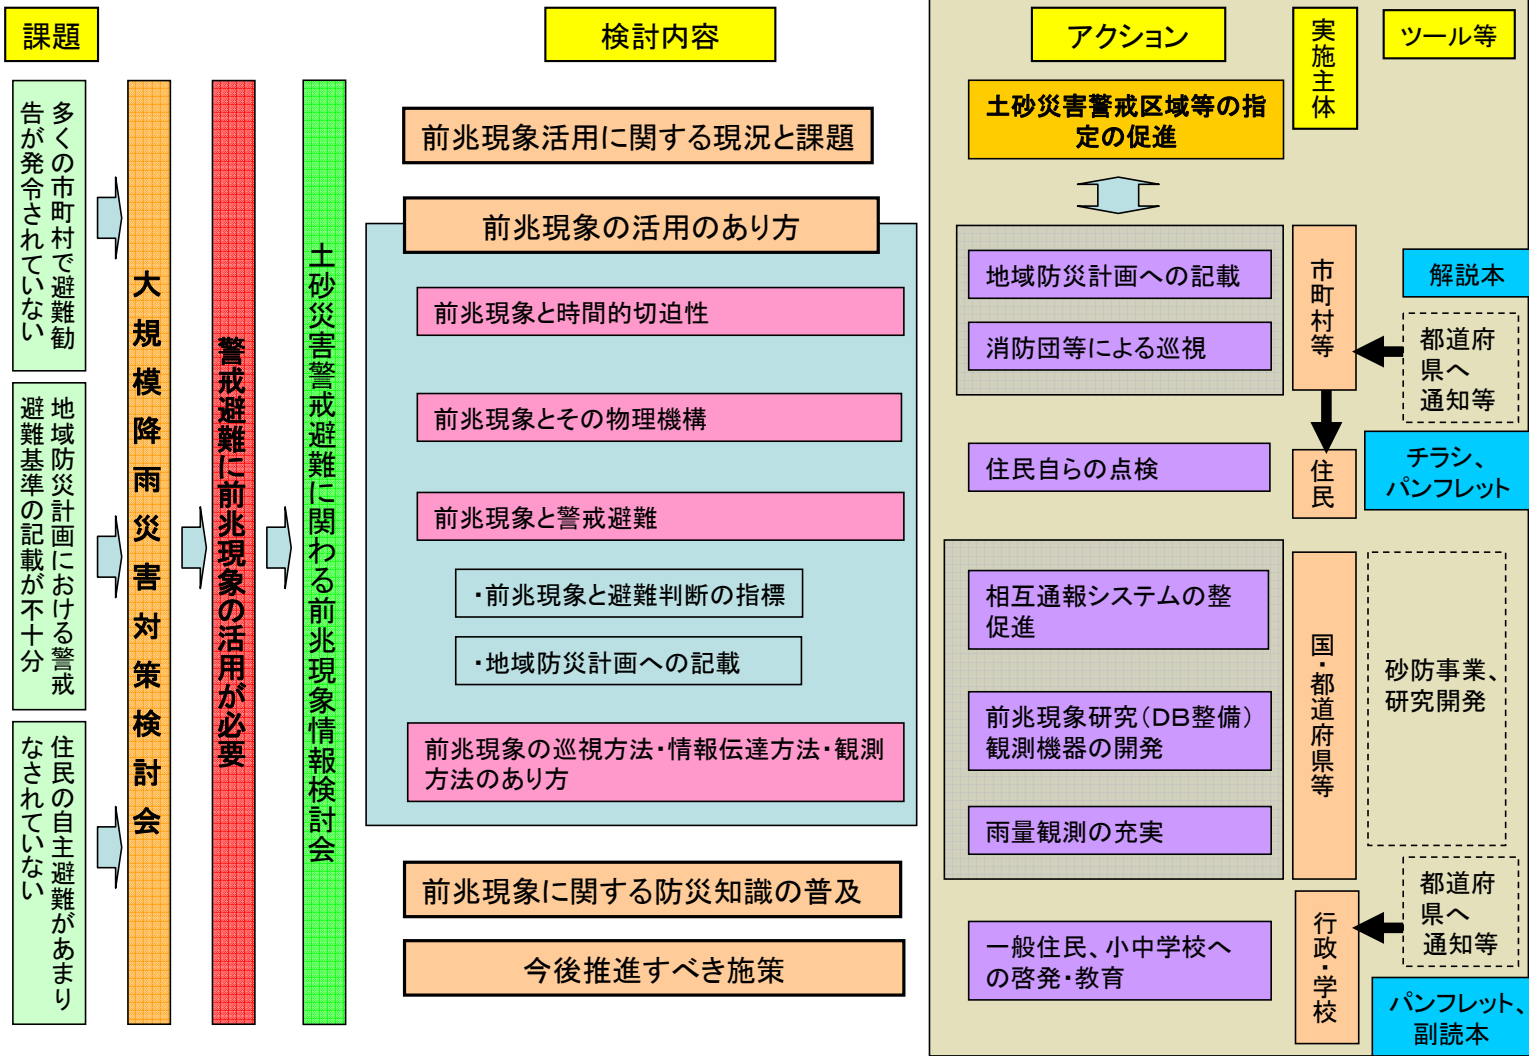 課題
検討内容
アクション
実施主体
ツール等
多くの市町村で避難勧
告が発令されていない
地域防災計画における警戒
避難基準の記載が不十分
住民の自主避難があまり
なされていない
大規模降雨災害対策検討会
警戒避難に前兆現象の活用が必要
土砂災害警戒避難に関わる前兆現象情報検討会
前兆現象活用に関する現況と課題
前兆現象の活用のあり方
前兆現象と時間的切迫性
前兆現象とその物理機構
前兆現象と警戒避難
・前兆現象と避難判断の指標
・地域防災計画への記載
前兆現象の巡視方法・情報伝達方法・観測
方法のあり方
前兆現象に関する防災知識の普及
今後推進すべき施策
土砂災害警戒区域等の指
定の促進
地域防災計画への記載
消防団等による巡視
住民自らの点検
相互通報システムの整
促進
前兆現象研究(DB整備)
観測機器の開発
雨量観測の充実
一般住民、小中学校へ
の啓発・教育
市町村等
住民
国・都道府県等
行政・学校
解説本
都道府
県へ
通知等
チラシ、
パンフレット
砂防事業、
研究開発
都道府
県へ
通知等
パンフレット、
副読本